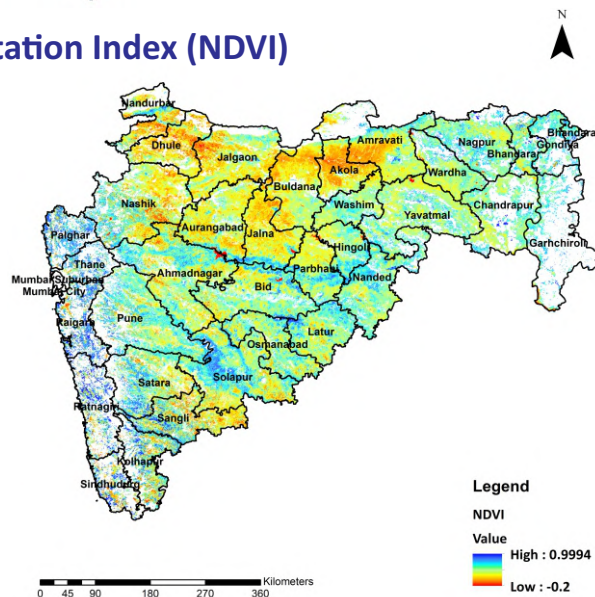 tation Index (NDVI)
N
Nandurbar
Dhule
Jalgaon
Amravati
Nagpur
Bhandara
Gondiya
Bhandara
Akola
Buldana
Wardha
Nashik
Washim
Chandrapur
Yavatmal
Aurangabad
Jalna
Palghar
Hingoli
Garhchiroli
Thane
Ahmadnagar
Parbhani
Nanded
Mumbai Suburban
Mumbai City
Bid
Raigarh
Pune
Latur
Osmanabad
Solapur
Satara
Ratnagiri
Sangli
Kolhapur
Sindhudurg
Legend
NDVI
Value
High : 0.9994
Low : -0.2
Kilometers
0 45 90 180 270 360